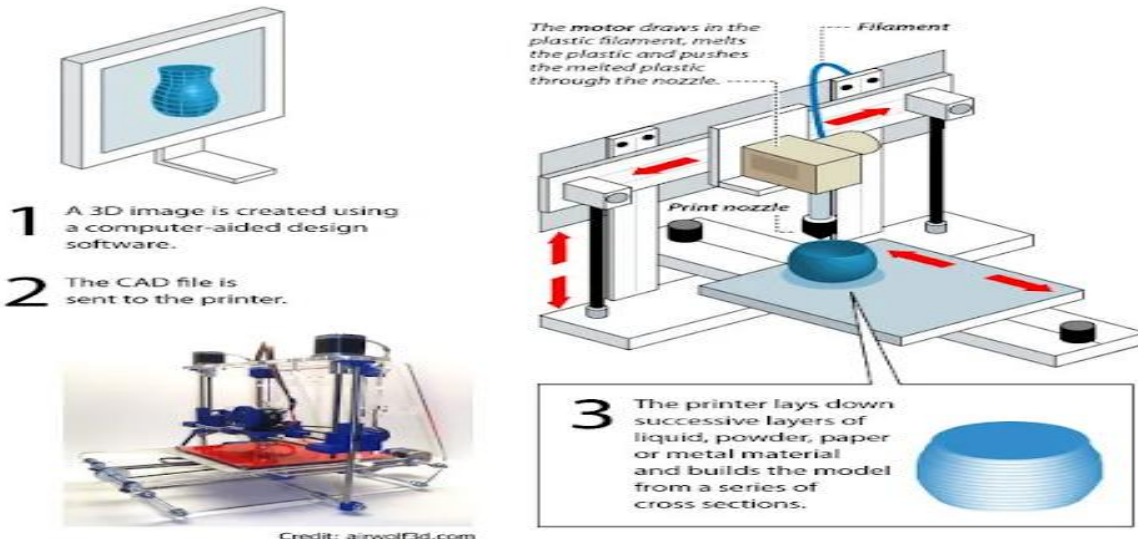 1 A 3D image is created using
a computer-aided design
software.
2 The CAD file is
sent to the printer.
Credit: airwolf3d.com
The motor draws in the
plastic filament, melts
the plastic and pushes
the melted plastic
through the nozzle.
Filament
Print nozzle
3 The printer lays down
successive layers of
liquid, powder, paper
or metal material
and builds the model
from a series of
cross sections.